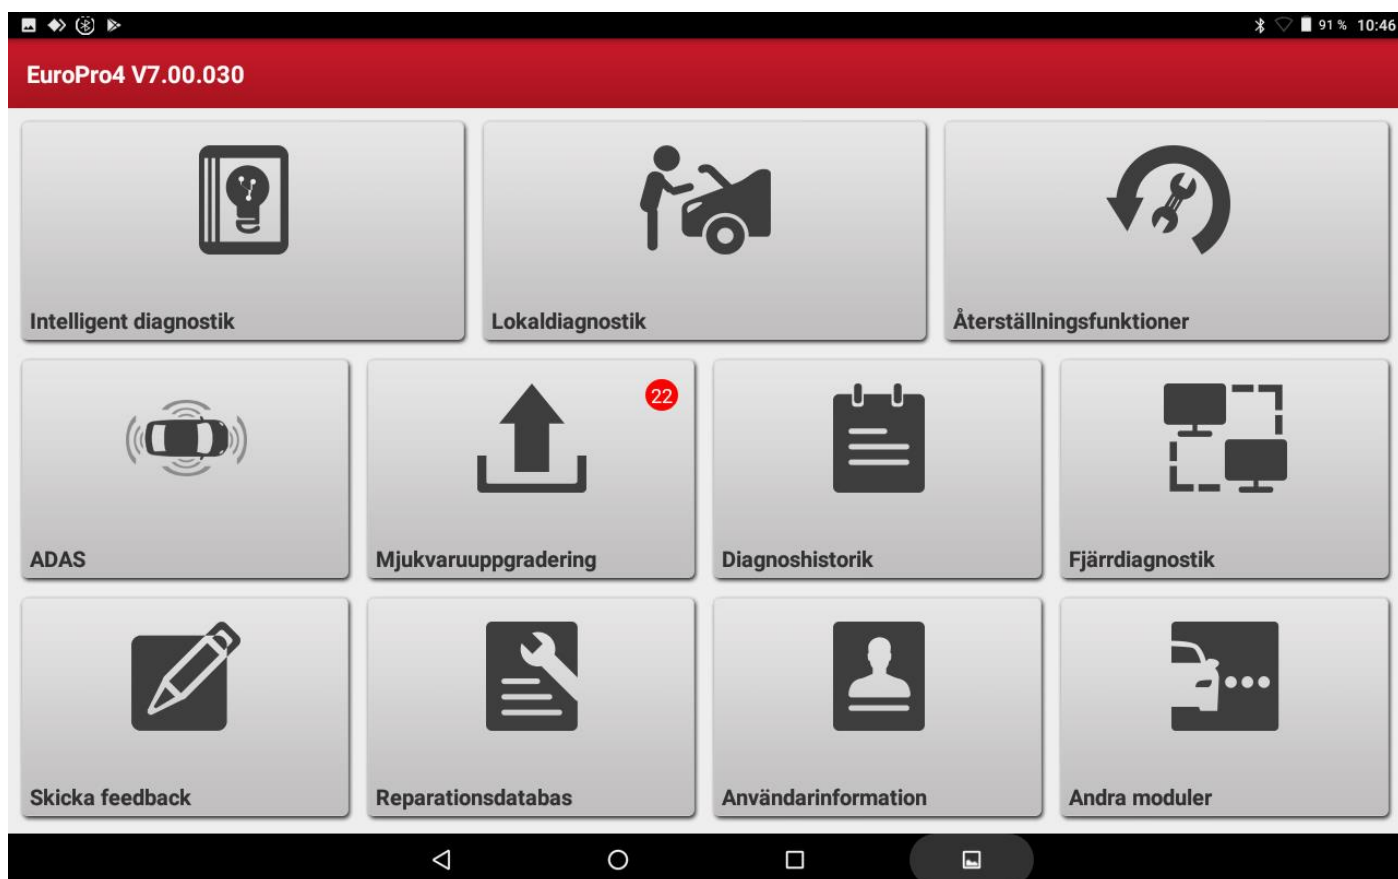 91 % 10:46
EuroPro4 V7.00.030
Intelligent diagnostik
Lokaldiagnostik
Återställningsfunktioner
22
ADAS
Mjukvaruuppgradering
Diagnoshistorik
Fjärrdiagnostik
Skicka feedback
Reparationsdatabas
Användarinformation
Andra moduler